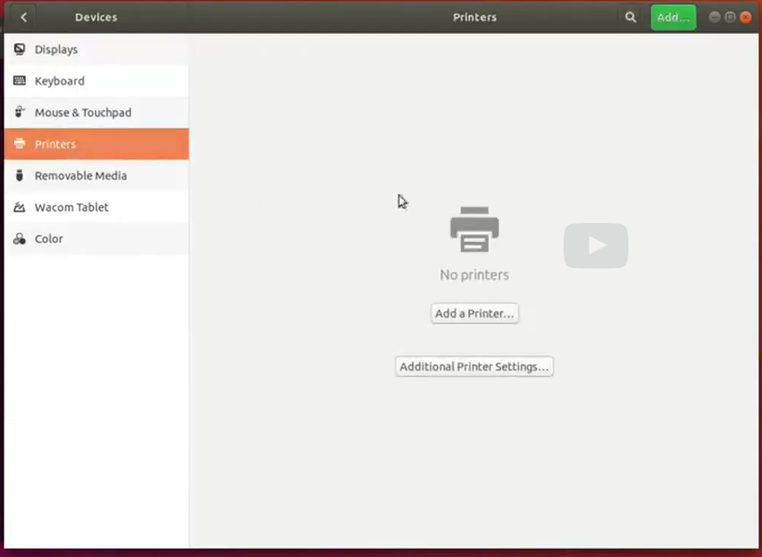 Devices
Printers
Add...
Displays
Keyboard
Mouse & Touchpad
Printers
Removable Media
Wacom Tablet
Color
No printers
Add a Printer...
Additional Printer Settings...